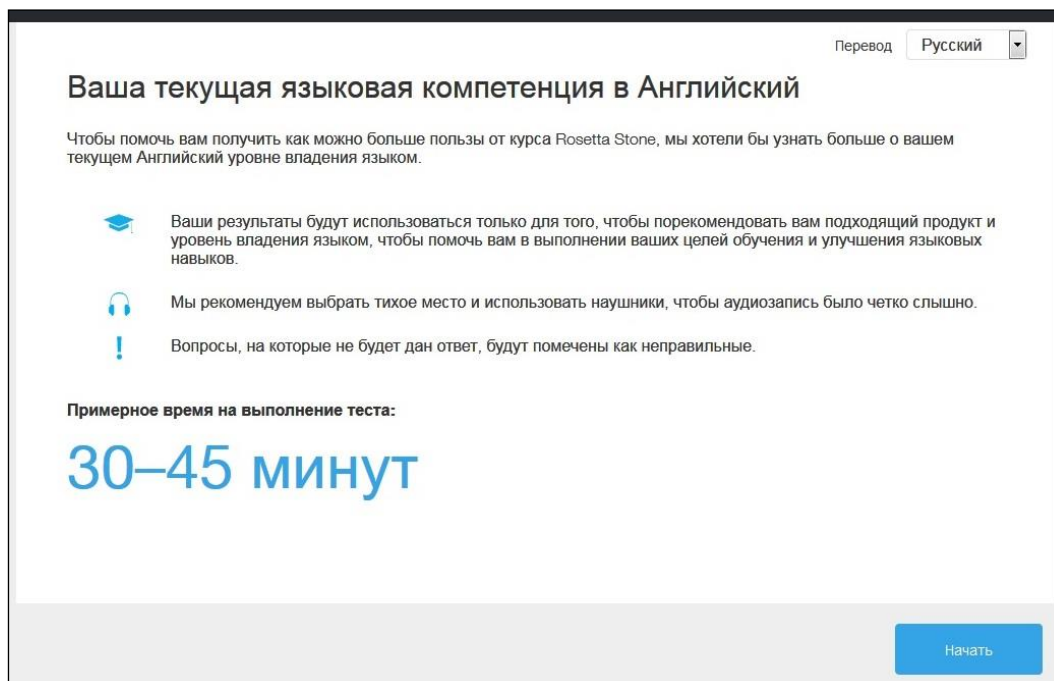 Перевод Русский
Ваша текущая языковая компетенция в Английский
Чтобы помочь вам получить как можно больше пользы от курса Rosetta Stone, мы хотели бы узнать больше о вашем
текущем Английский уровне владения языком.
Ваши результаты будут использоваться только для того, чтобы порекомендовать вам подходящий продукт и
уровень владения языком, чтобы помочь вам в выполнении ваших целей обучения и улучшения языковых
навыков.
Мы рекомендуем выбрать тихое место и использовать наушники, чтобы аудиозапись было четко слышно.
Вопросы, на которые не будет дан ответ, будут помечены как неправильные.
Примерное время на выполнение теста:
30–45 минут
Начать